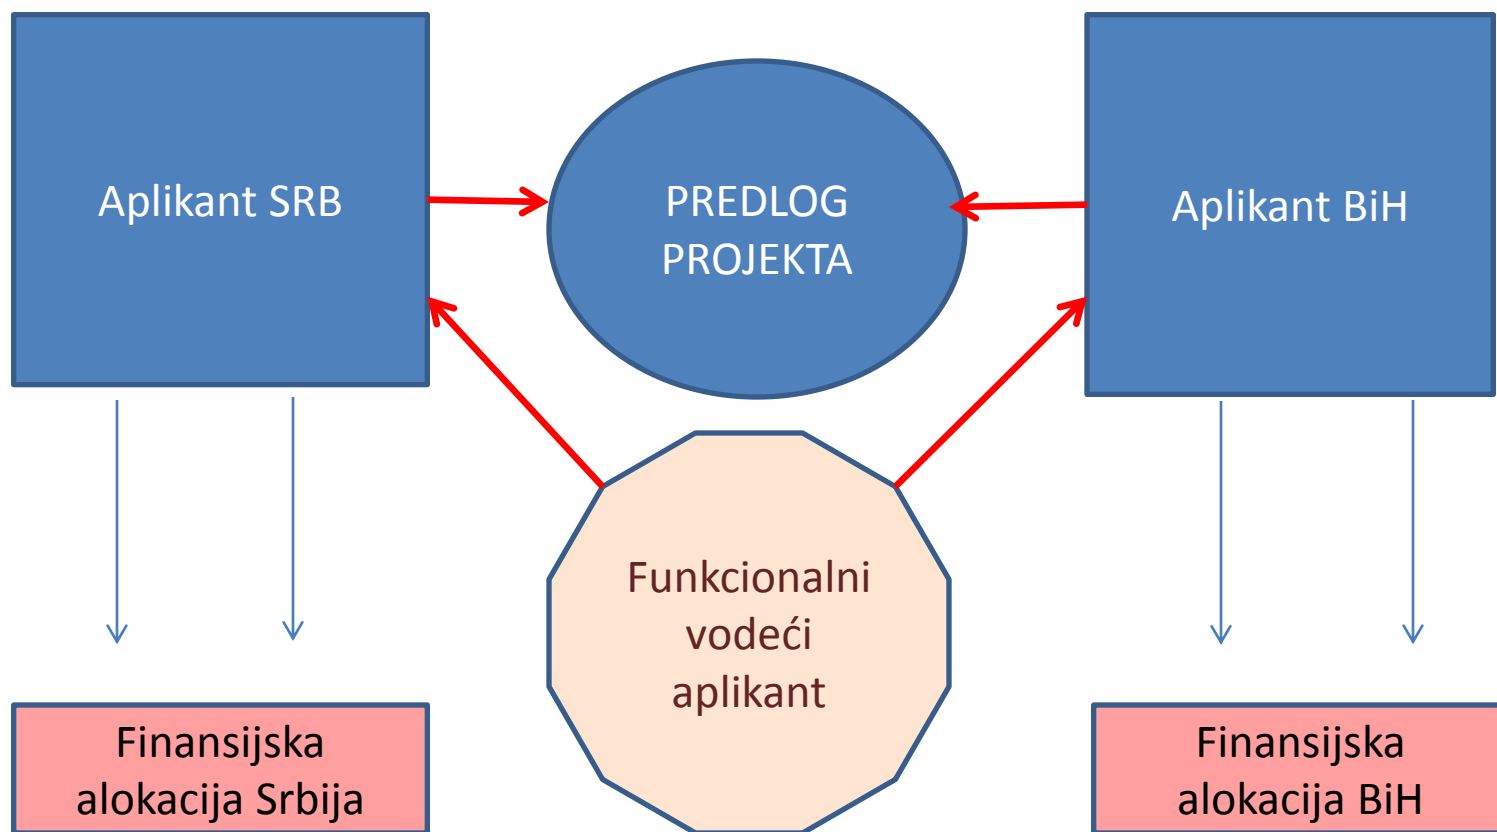 Aplikant SRB
PREDLOG
PROJEKTA
Aplikant BiH
Funkcionalni
vodeći
aplikant
Finansijska
alokacija Srbija
Finansijska
alokacija BiH